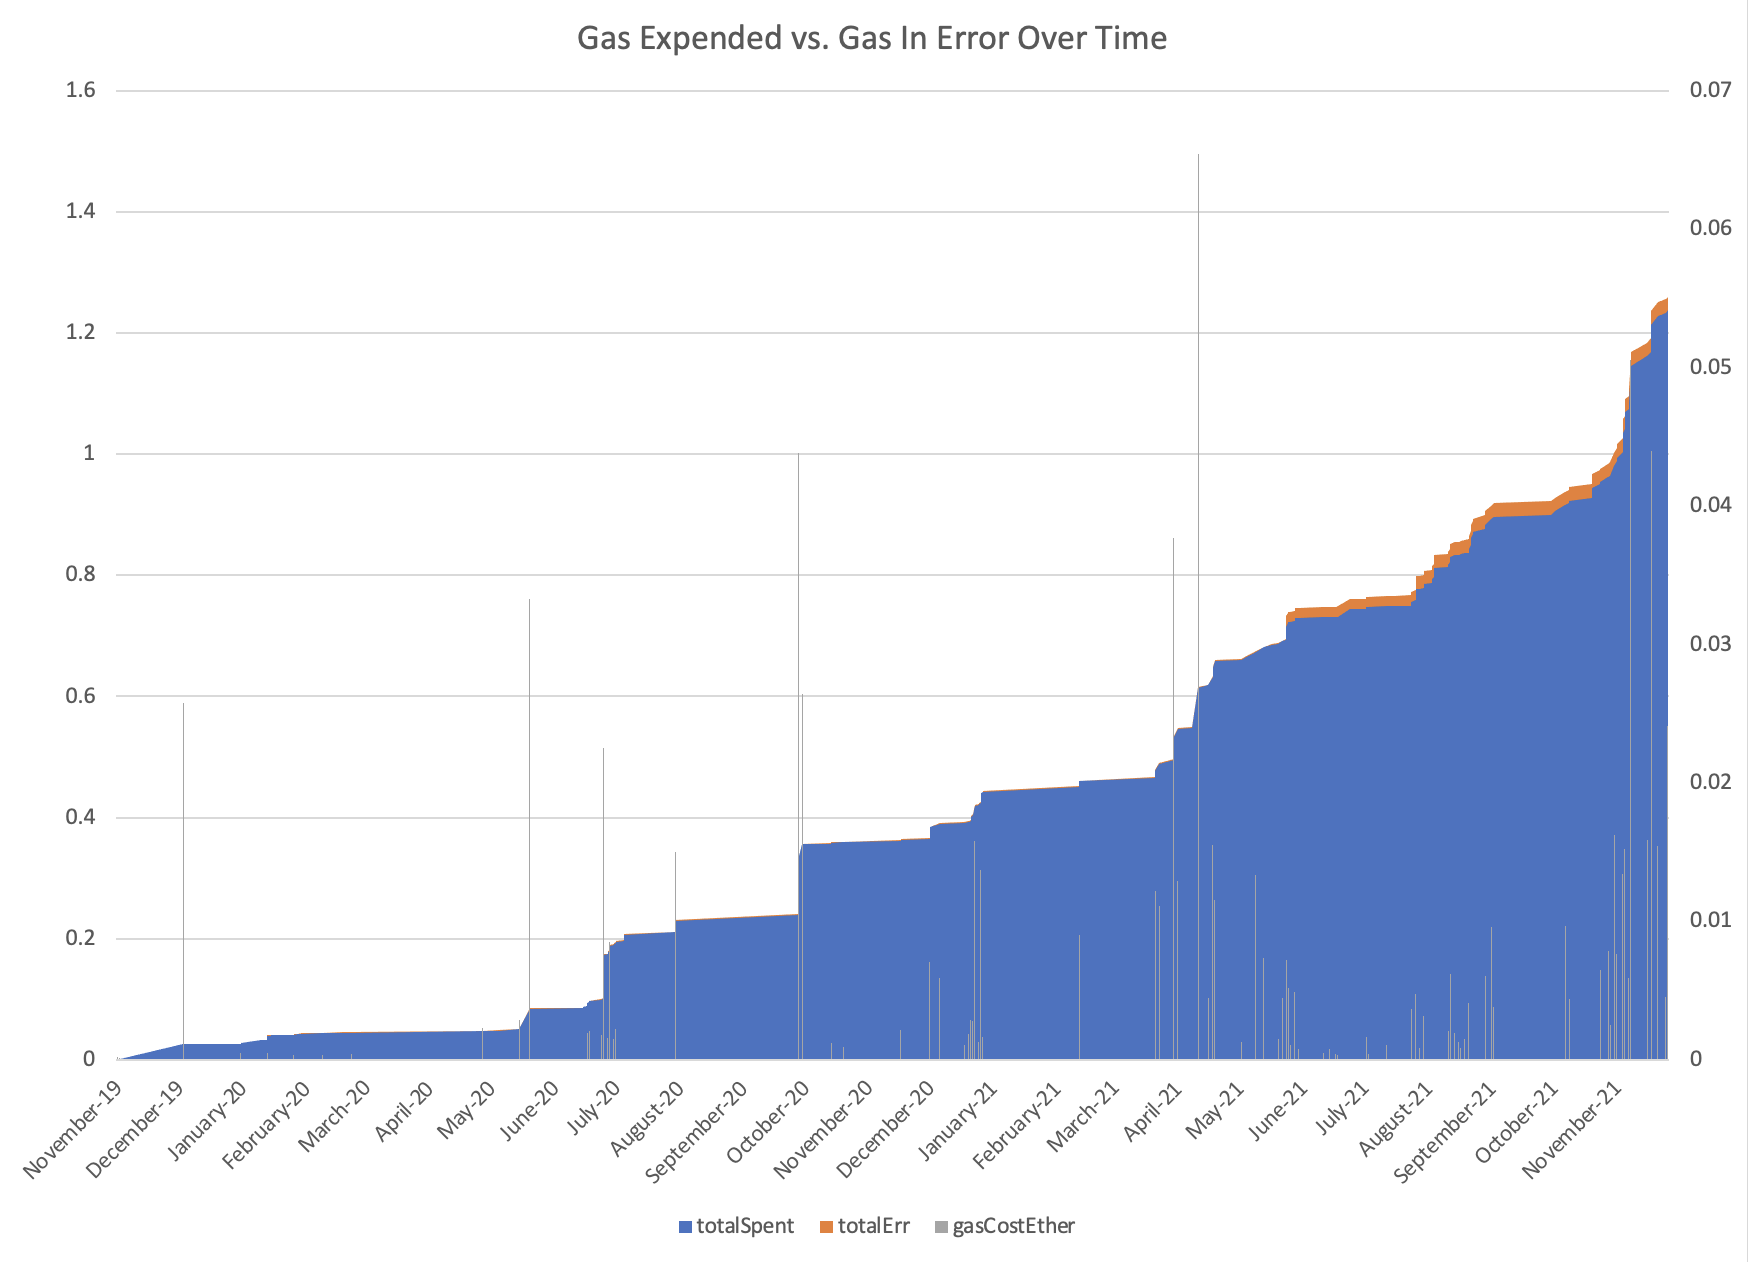 Gas Expended vs. Gas In Error Over Time
1.6
1.4
1.2
1
0.8
0.6
0.4
0.2
0
0.07
0.06
0.05
0.04
0.03
0.02
0.01
0
November-19
December-19
January-20
February-20
March-20
April-20
May-20
June-20
July-20
August-20
September-20
October-20
November-20
December-20
January-21
February-21
March-21
April-21
May-21
June-21
July-21
August-21
September-21
October-21
November-21
totalSpent totalErr gasCostEther